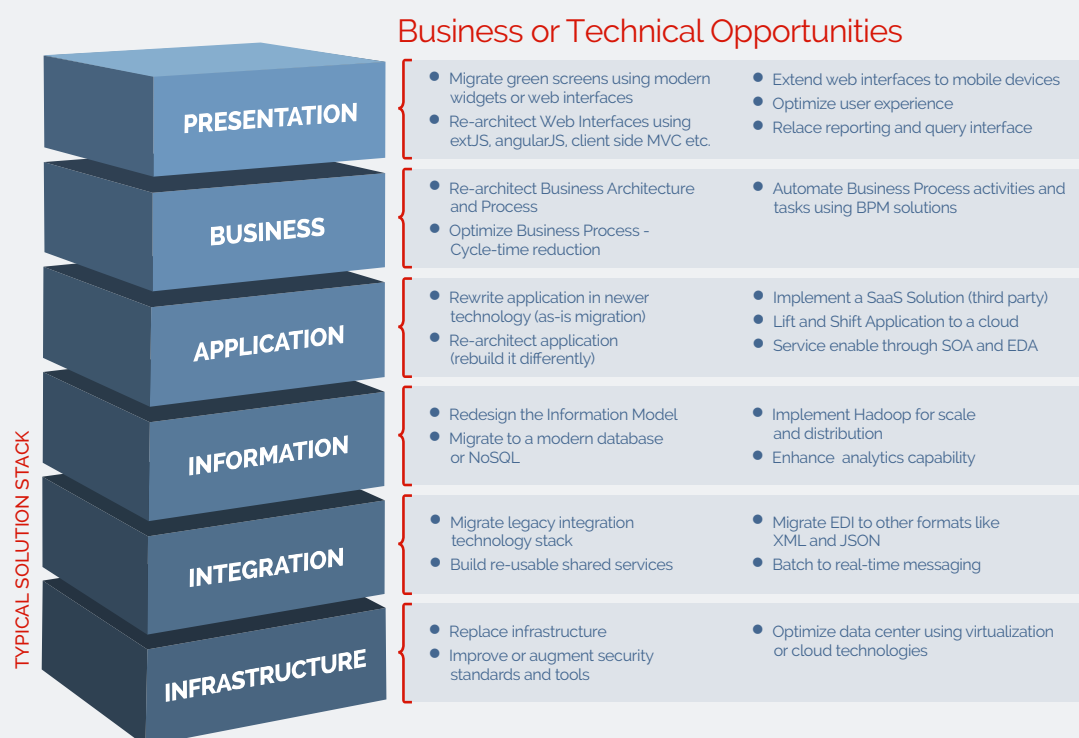 Business or Technical Opportunities
TYPICAL SOLUTION STACK
PRESENTATION
● Migrate green screens using modern
widgets or web interfaces
● Re-architect Web Interfaces using
extJS, angularJS, client side MVC etc.
● Extend web interfaces to mobile devices
● Optimize user experience
● Relace reporting and query interface
BUSINESS
● Re-architect Business Architecture
and Process
● Optimize Business Process -
Cycle-time reduction
● Automate Business Process activities and
tasks using BPM solutions
APPLICATION
● Rewrite application in newer
technology (as-is migration)
● Re-architect application
(rebuild it differently)
● Implement a SaaS Solution (third party)
● Lift and Shift Application to a cloud
● Service enable through SOA and EDA
INFORMATION
● Redesign the Information Model
● Migrate to a modern database
or NoSQL
● Implement Hadoop for scale
and distribution
● Enhance analytics capability
INTEGRATION
● Migrate legacy integration
technology stack
● Build re-usable shared services
● Migrate EDI to other formats like
XML and JSON
● Batch to real-time messaging
INFRASTRUCTURE
● Replace infrastructure
● Improve or augment security
standards and tools
● Optimize data center using virtualization
or cloud technologies